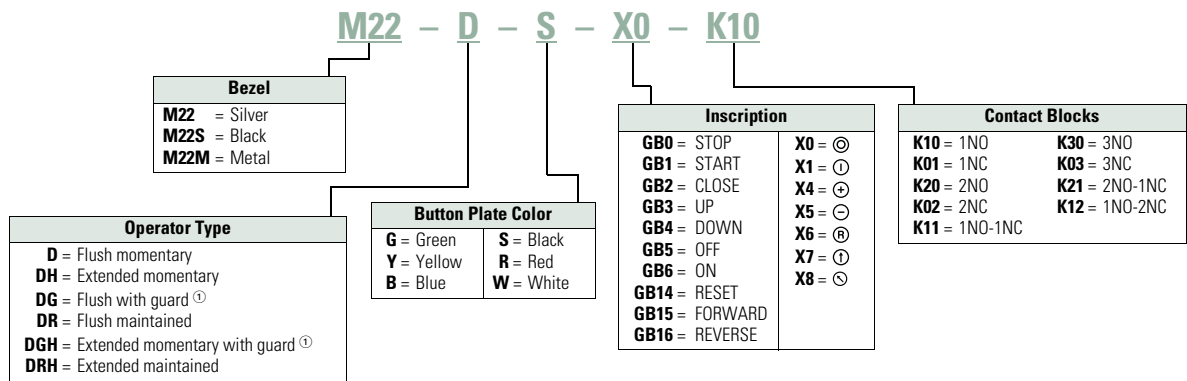 M22 – D – S – X0 – K10
Bezel
M22 = Silver
M22S = Black
M22M = Metal
Operator Type
D = Flush momentary
DH = Extended momentary
DG = Flush with guard ①
DR = Flush maintained
DGH = Extended momentary with guard ①
DRH = Extended maintained
Button Plate Color
G = Green
Y = Yellow
B = Blue
S = Black
R = Red
W = White
Inscription
GB0 = STOP
GB1 = START
GB2 = CLOSE
GB3 = UP
GB4 = DOWN
GB5 = OFF
GB6 = ON
GB14 = RESET
GB15 = FORWARD
GB16 = REVERSE
X0 = ⌾
X1 = ⏼
X4 = ⊕
X5 = ⊖
X6 = Ⓡ
X7 = ⓛ
X8 = ⍉
Contact Blocks
K10 = 1NO
K01 = 1NC
K20 = 2NO
K02 = 2NC
K11 = 1NO-1NC
K30 = 3NO
K03 = 3NC
K21 = 2NO-1NC
K12 = 1NO-2NC